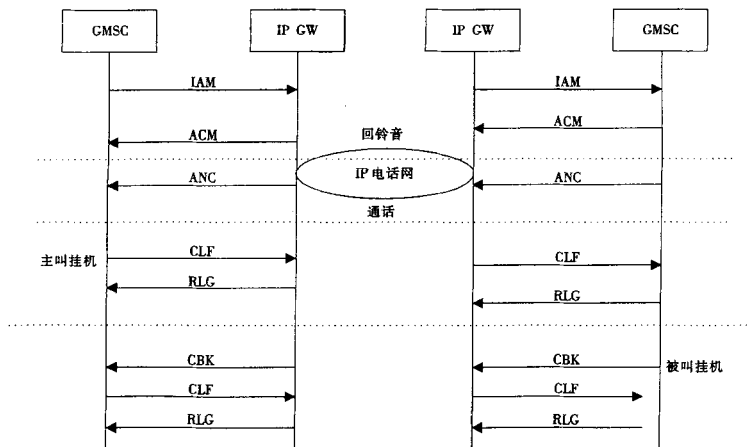 GMSC IP GW IP GW GMSC
IAM IAM
ACM 回铃音 ACM
ANC IP电话网 ANC
通话
主叫挂机 CLF CLF
RLG RLG
CBK CBK 被叫挂机
CLF CLF
RLG RLG